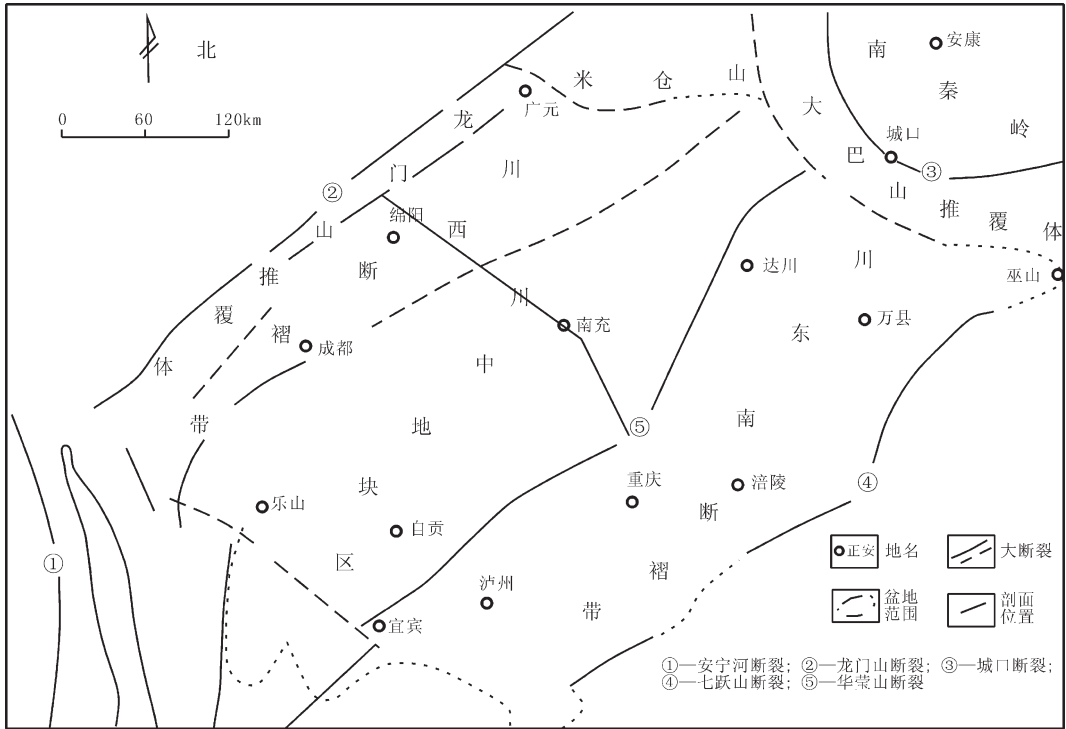 北
0 60 120km
米仓山
南秦岭
安康
广元
城口
③
大巴山推覆体
龙门山推覆体
②
绵阳
川西断褶带
川中地块区
达川
巫山
万县
南充
成都
川东南断褶带
⑤
④
重庆
涪陵
乐山
自贡
①
泸州
宜宾
正安 地名
大断裂
盆地范围
剖面位置
①—安宁河断裂; ②—龙门山断裂; ③—城口断裂;
④—七跃山断裂; ⑤—华蓥山断裂